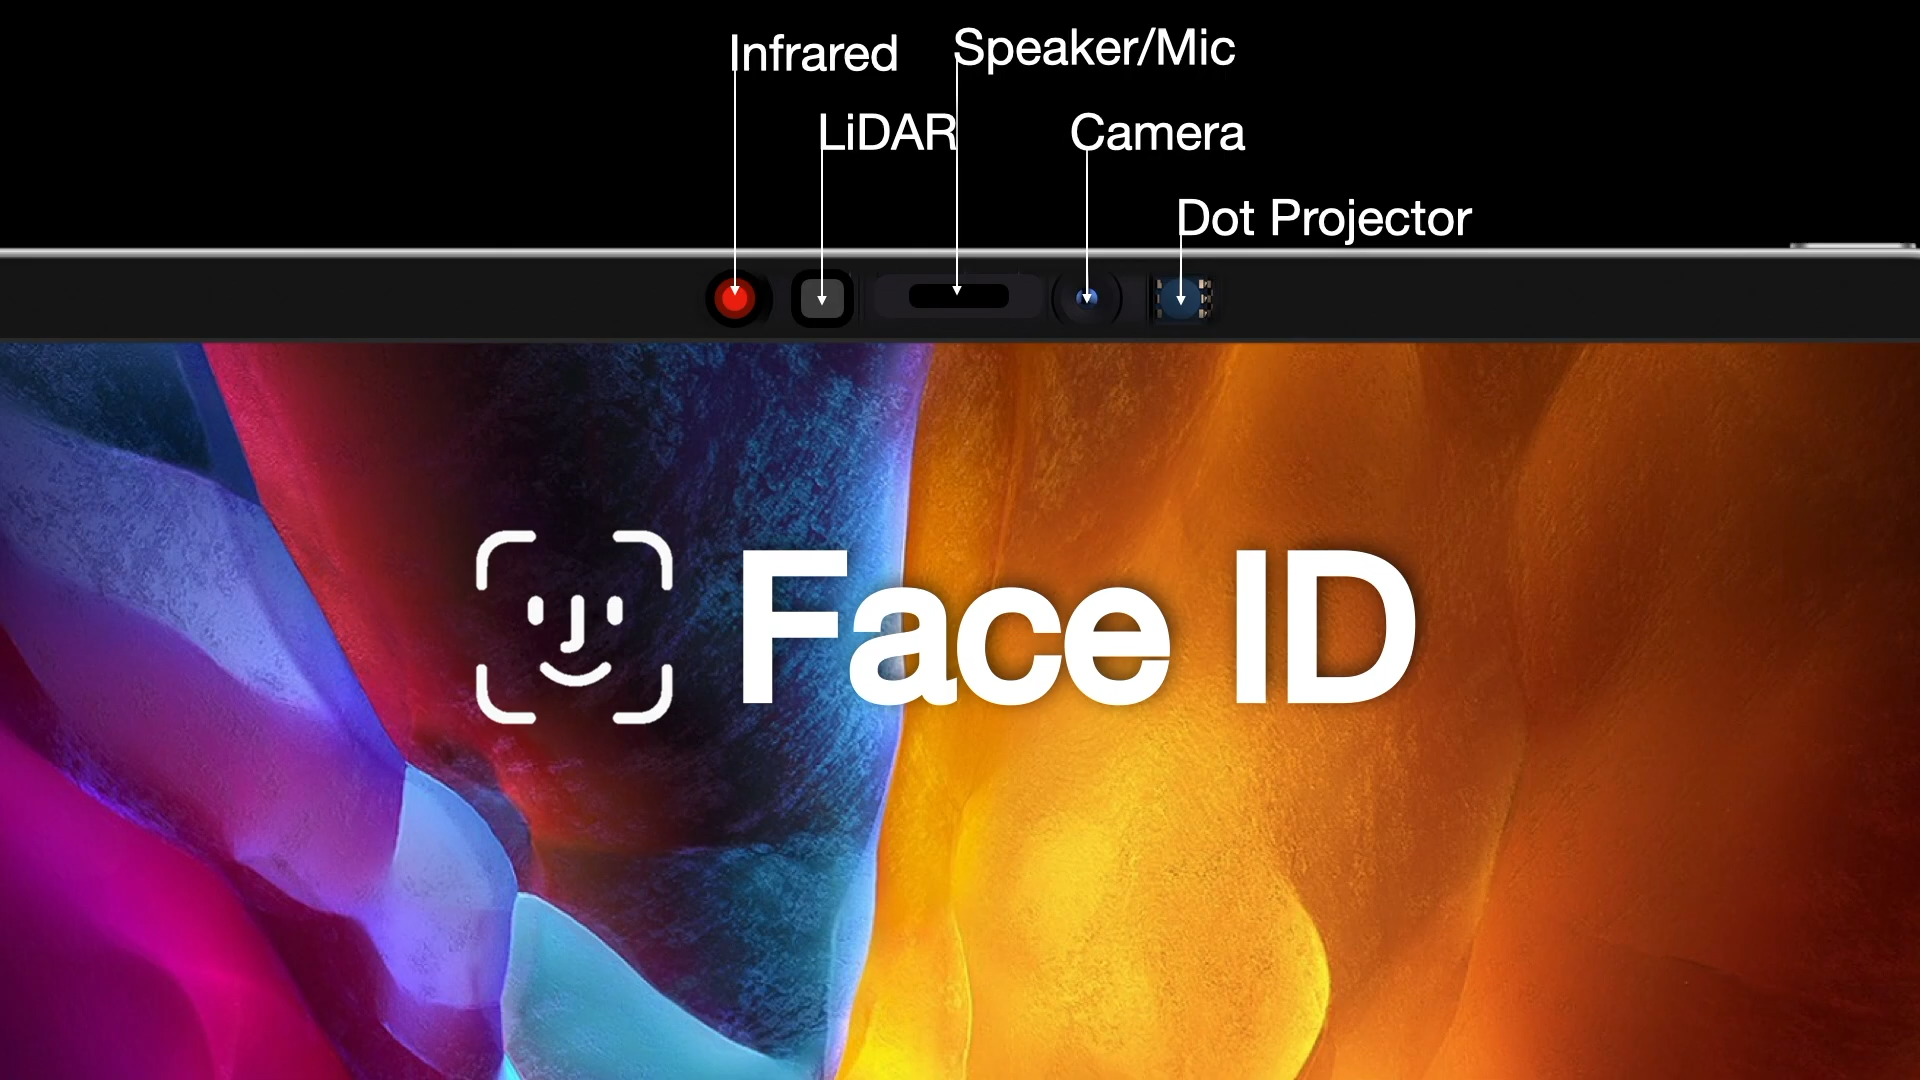 Infrared
Speaker/Mic
LiDAR
Camera
Dot Projector
Face ID